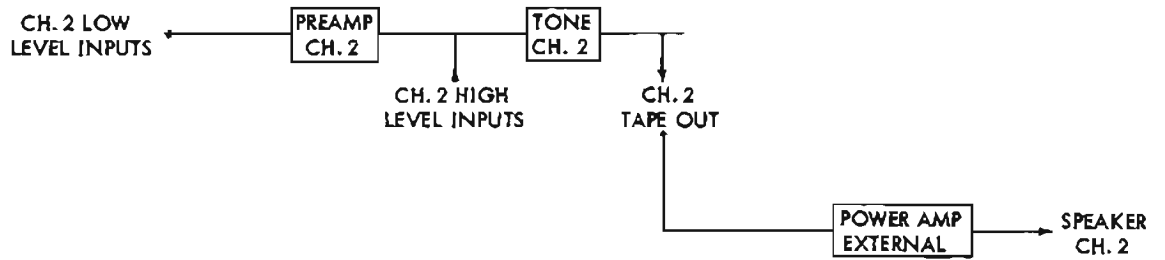 CH. 2 LOW
LEVEL INPUTS
PREAMP
CH. 2
CH. 2 HIGH
LEVEL INPUTS
TONE
CH. 2
CH. 2
TAPE OUT
POWER AMP
EXTERNAL
SPEAKER
CH. 2